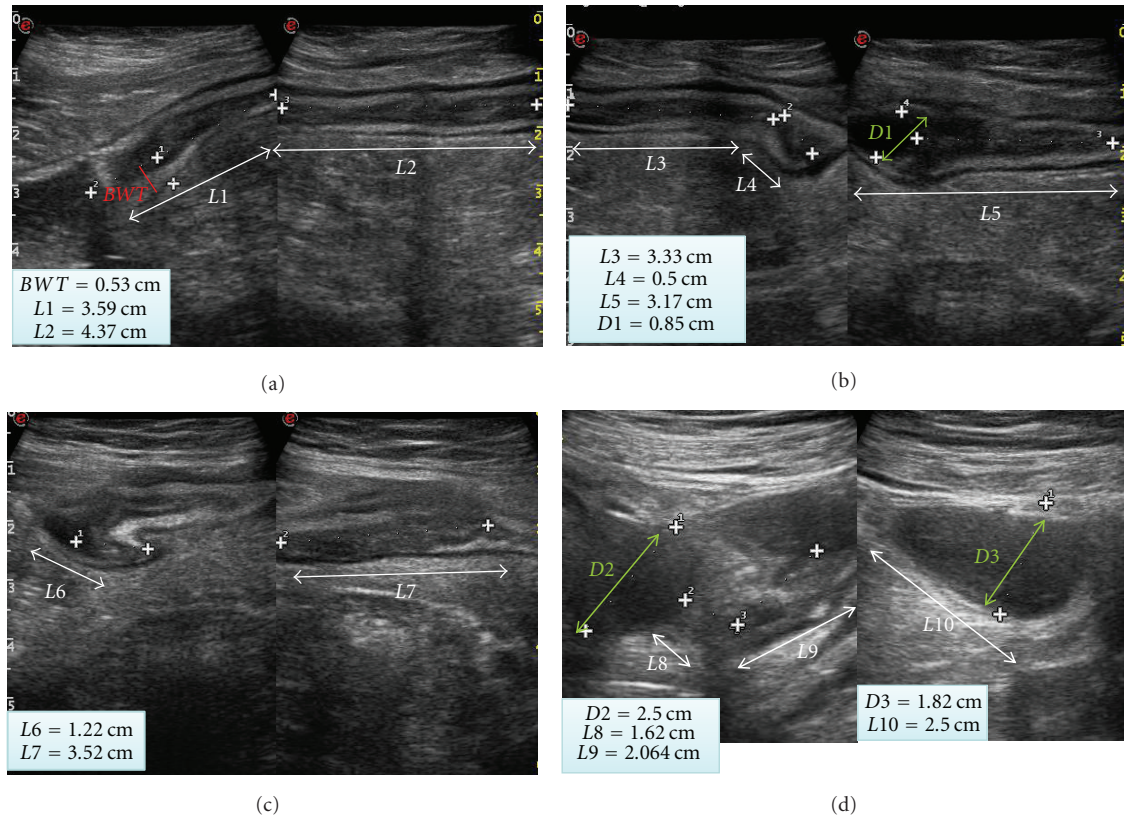 BWT
L1
L2
BWT = 0.53 cm
L1 = 3.59 cm
L2 = 4.37 cm
(a)
L3
L4
D1
L5
L3 = 3.33 cm
L4 = 0.5 cm
L5 = 3.17 cm
D1 = 0.85 cm
(b)
L6
L7
L6 = 1.22 cm
L7 = 3.52 cm
(c)
D2
L8
L9
D3
L10
D2 = 2.5 cm
L8 = 1.62 cm
L9 = 2.064 cm
D3 = 1.82 cm
L10 = 2.5 cm
(d)